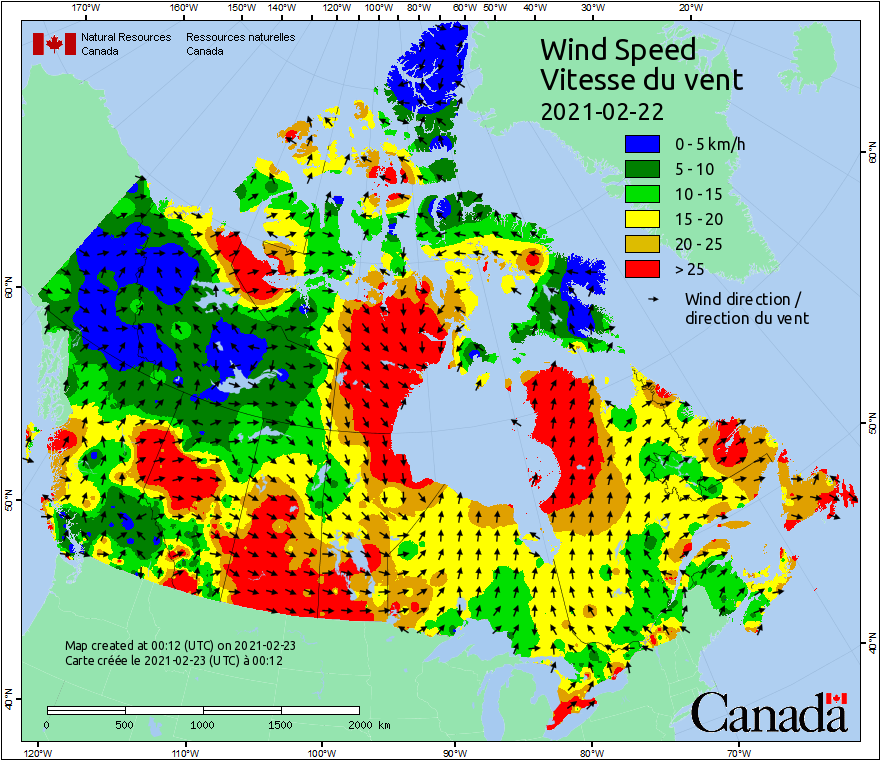 170°W 160°W 150°W 140°W 120°W 100°W 80°W 60°W 50°W 40°W 30°W 20°W
Natural Resources Ressources naturelles
Canada Canada
Wind Speed
Vitesse du vent
2021-02-22
0 - 5 km/h
5 - 10
10 - 15
15 - 20
20 - 25
> 25
Wind direction /
direction du vent
60°N
60°N
50°N
50°N
40°N
40°N
Map created at 00:12 (UTC) on 2021-02-23
Carte créée le 2021-02-23 (UTC) à 00:12
0 500 1000 1500 2000 km
Canada
120°W 110°W 100°W 90°W 80°W 70°W